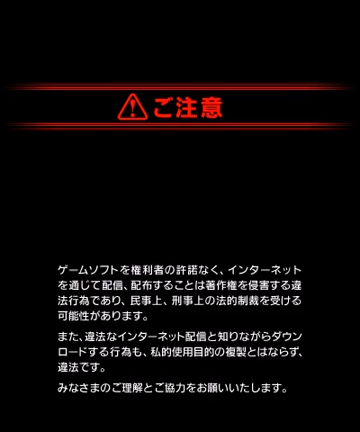 ご注意
ゲームソフトを権利者の許諾なく、インターネット
を通じて配信、配布することは著作権を侵害する違
法行為であり、民事上、刑事上の法的制裁を受ける
可能性があります。
また、違法なインターネット配信と知りながらダウン
ロードする行為も、私的使用目的の複製とはならず、
違法です。
みなさまのご理解とご協力をお願いいたします。